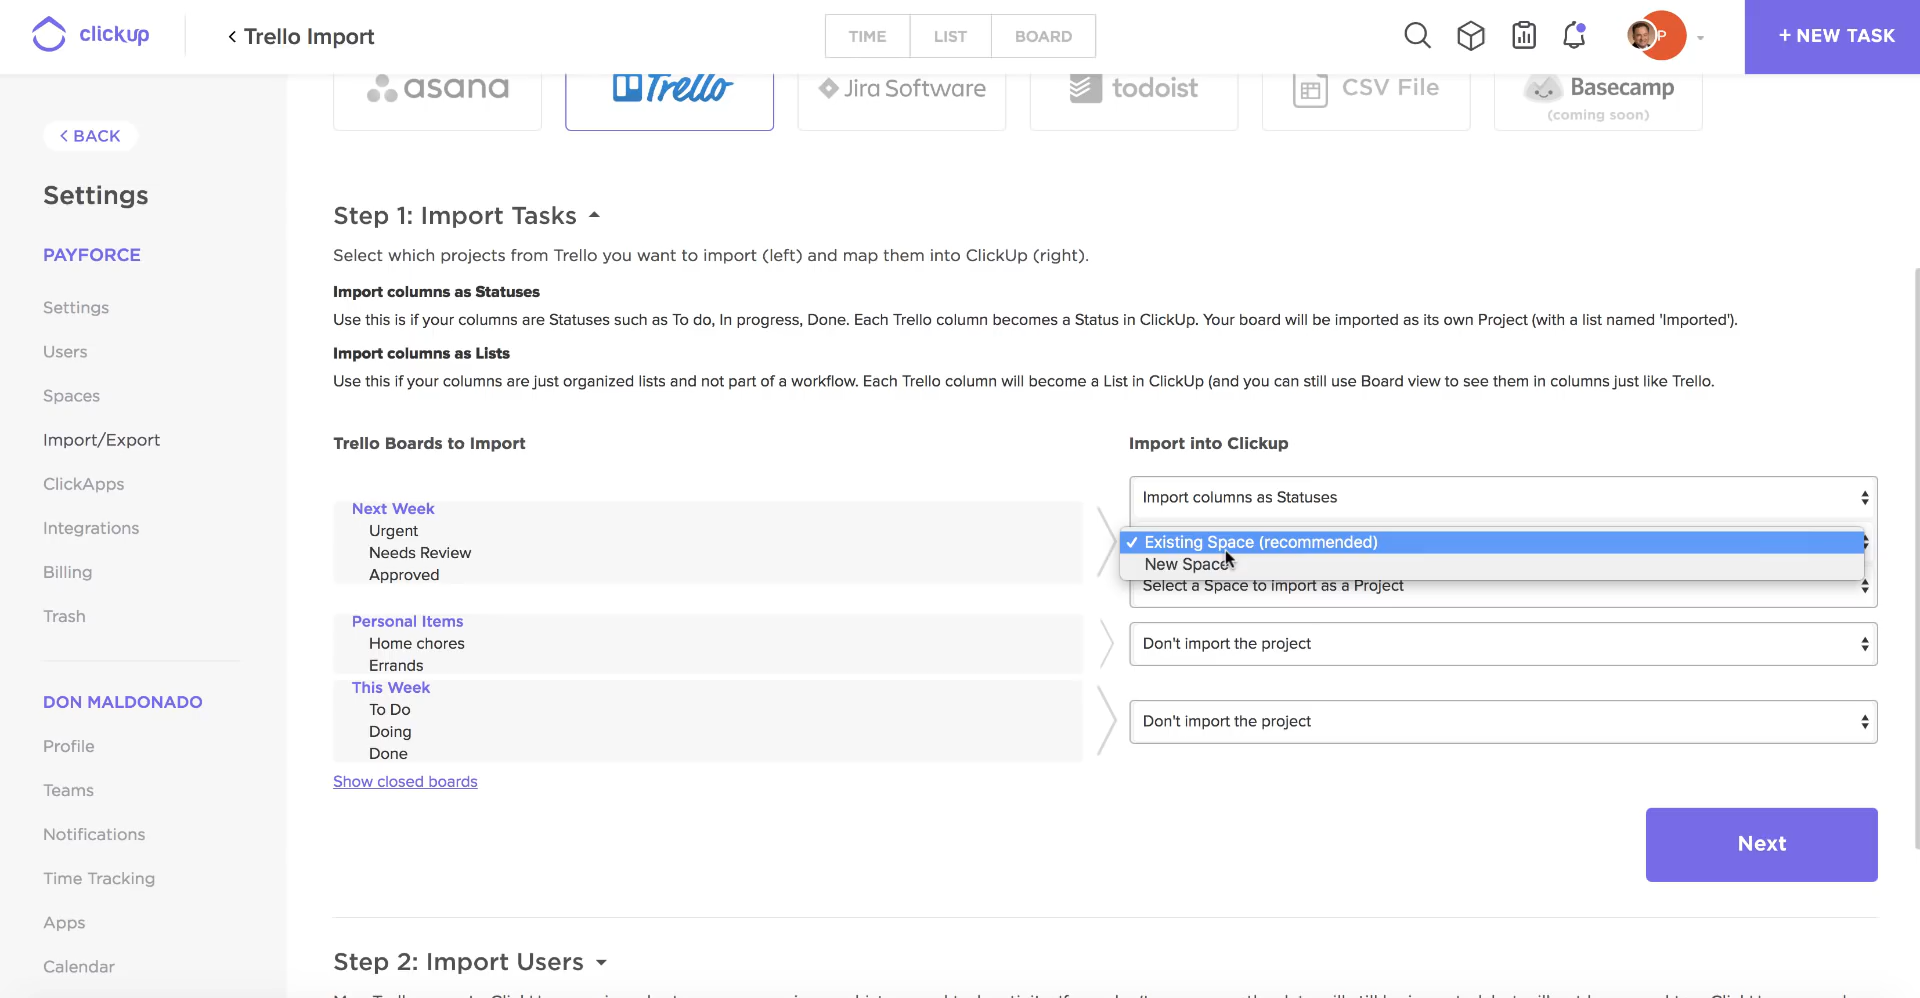 clickup
Trello Import
TIME
LIST
BOARD
P
+ NEW TASK
asana
Trello
Jira Software
todoist
CSV File
Basecamp
(coming soon)
BACK
Settings
PAYFORCE
Settings
Users
Spaces
Import/Export
ClickApps
Integrations
Billing
Trash
DON MALDONADO
Profile
Teams
Notifications
Time Tracking
Apps
Calendar
Step 1: Import Tasks
Select which projects from Trello you want to import (left) and map them into ClickUp (right).
Import columns as Statuses
Use this is if your columns are Statuses such as To do, In progress, Done. Each Trello column becomes a Status in ClickUp. Your board will be imported as its own Project (with a list named 'Imported').
Import columns as Lists
Use this if your columns are just organized lists and not part of a workflow. Each Trello column will become a List in ClickUp (and you can still use Board view to see them in columns just like Trello.
Trello Boards to Import
Import into Clickup
Next Week
Urgent
Needs Review
Approved
Import columns as Statuses
Existing Space (recommended)
New Space
Select a Space to import as a Project
Personal Items
Home chores
Errands
Don't import the project
This Week
To Do
Doing
Done
Don't import the project
Show closed boards
Next
Step 2: Import Users